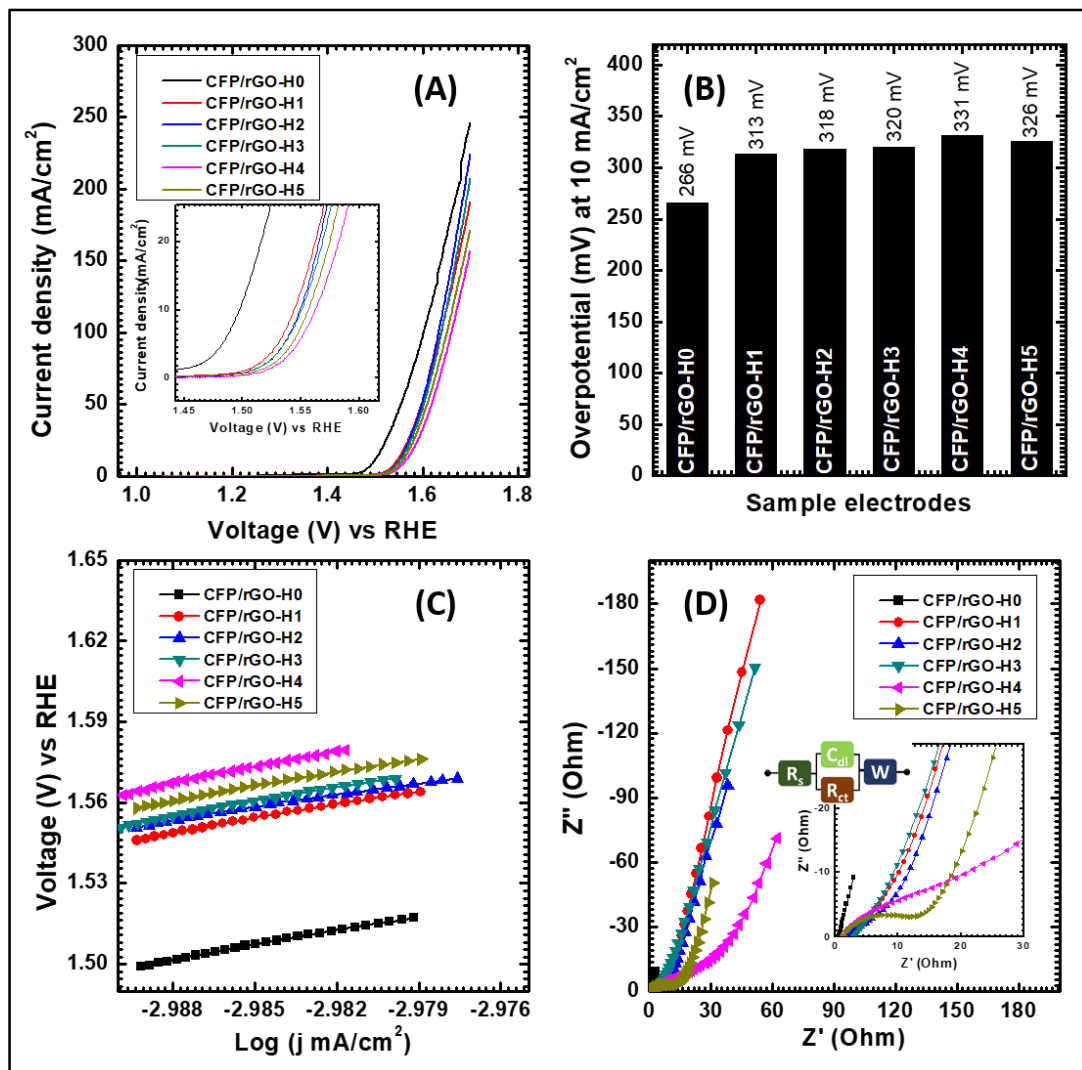 (A)
300
250
200
150
100
50
0
Current density (mA/cm²)
CFP/rGO-H0
CFP/rGO-H1
CFP/rGO-H2
CFP/rGO-H3
CFP/rGO-H4
CFP/rGO-H5
20
10
0
Current density(mA/cm²)
1.45 1.50 1.55 1.60
Voltage (V) vs RHE
1.0 1.2 1.4 1.6 1.8
Voltage (V) vs RHE
(B)
400
350
300
250
200
150
100
50
0
Overpotential (mV) at 10 mA/cm²
266 mV
313 mV
318 mV
320 mV
331 mV
326 mV
CFP/rGO-H0
CFP/rGO-H1
CFP/rGO-H2
CFP/rGO-H3
CFP/rGO-H4
CFP/rGO-H5
Sample electrodes
(C)
1.65
1.62
1.59
1.56
1.53
1.50
Voltage (V) vs RHE
CFP/rGO-H0
CFP/rGO-H1
CFP/rGO-H2
CFP/rGO-H3
CFP/rGO-H4
CFP/rGO-H5
-2.988 -2.985 -2.982 -2.979 -2.976
Log (j mA/cm²)
(D)
-180
-150
-120
-90
-60
-30
0
Z'' (Ohm)
CFP/rGO-H0
CFP/rGO-H1
CFP/rGO-H2
CFP/rGO-H3
CFP/rGO-H4
CFP/rGO-H5
Rs
Cdl
Rct
W
-20
-10
0
Z'' (Ohm)
10 20 30
Z' (Ohm)
0 30 60 90 120 150 180
Z' (Ohm)